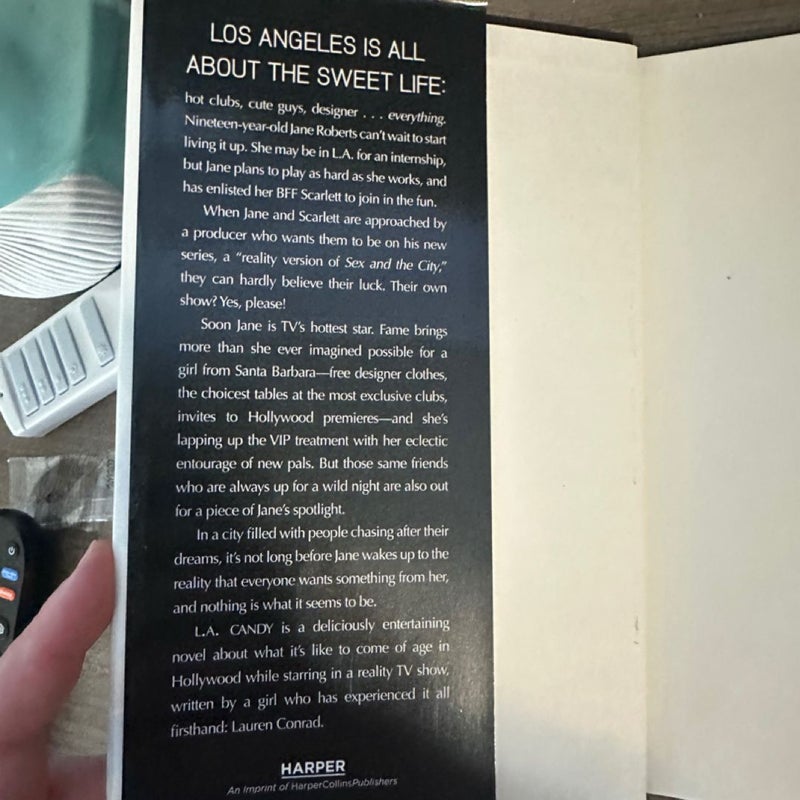 LOS ANGELES IS ALL
ABOUT THE SWEET LIFE:
hot clubs, cute guys, designer . . . everything.
Nineteen-year-old Jane Roberts can't wait to start
living it up. She may be in L.A. for an internship,
but Jane plans to play as hard as she works, and
has enlisted her BFF Scarlett to join in the fun.
When Jane and Scarlett are approached by
a producer who wants them to be on his new
series, a "reality version of Sex and the City,"
they can hardly believe their luck. Their own
show? Yes, please!
Soon Jane is TV's hottest star. Fame brings
more than she ever imagined possible for a
girl from Santa Barbara—free designer clothes,
the choicest tables at the most exclusive clubs,
invites to Hollywood premieres—and she's
lapping up the VIP treatment with her eclectic
entourage of new pals. But those same friends
who are always up for a wild night are also out
for a piece of Jane's spotlight.
In a city filled with people chasing after their
dreams, it's not long before Jane wakes up to the
reality that everyone wants something from her,
and nothing is what it seems to be.
L.A. CANDY is a deliciously entertaining
novel about what it's like to come of age in
Hollywood while starring in a reality TV show,
written by a girl who has experienced it all
firsthand: Lauren Conrad.
HARPER
An Imprint of HarperCollinsPublishers